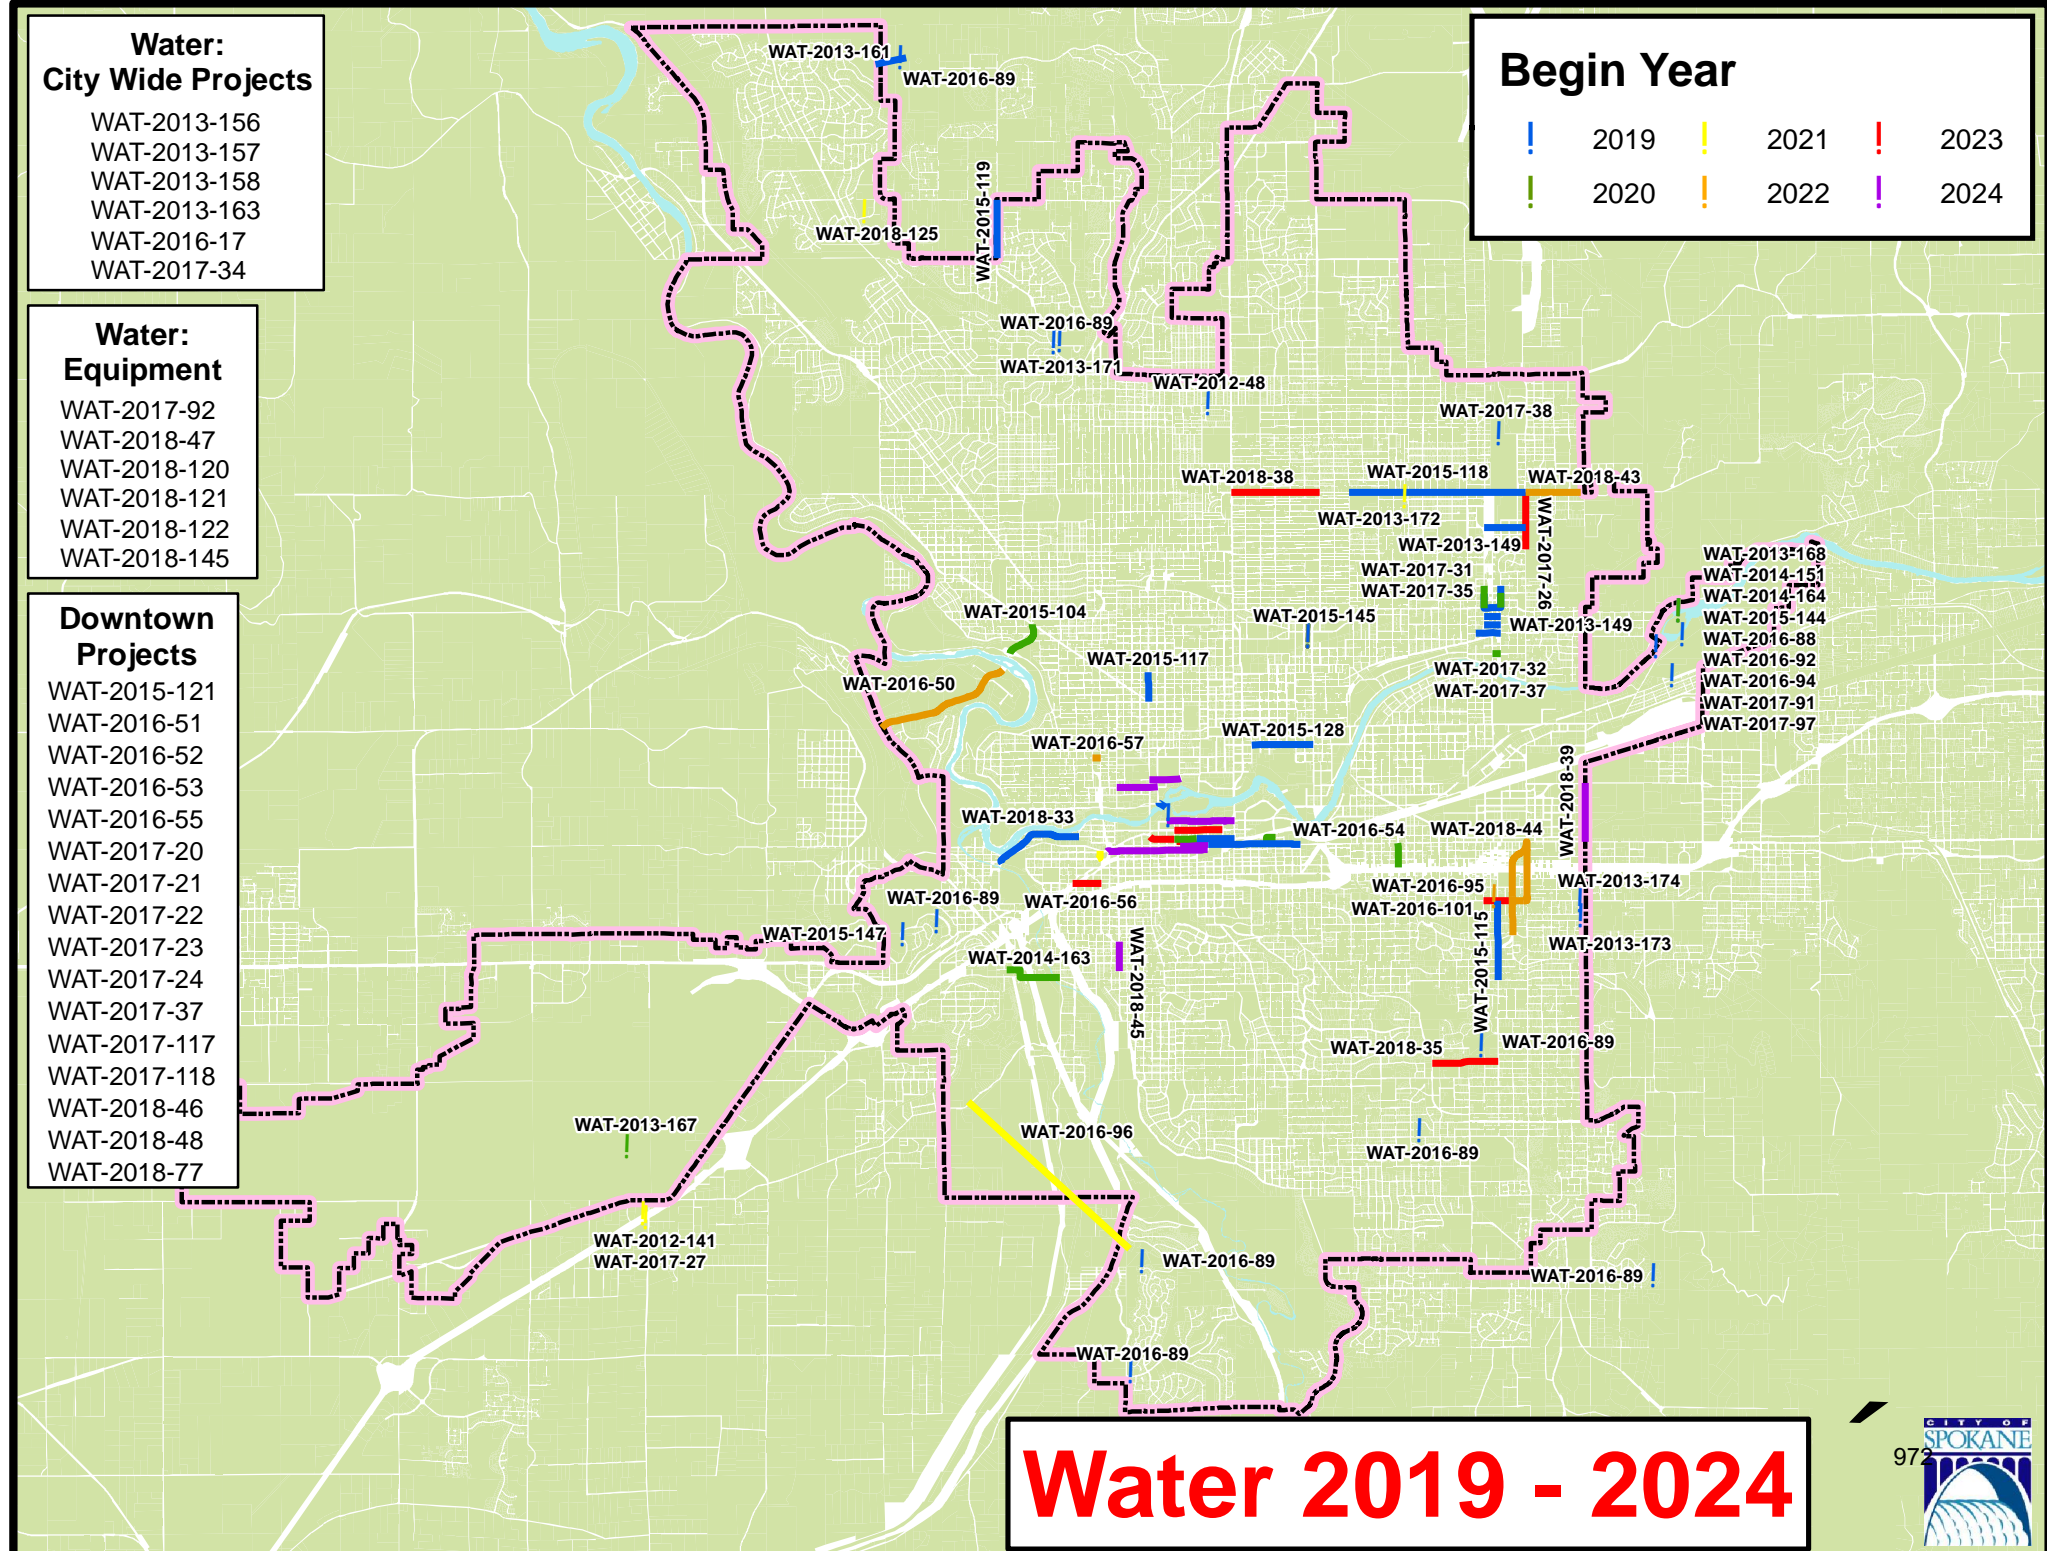 Water:
City Wide Projects
WAT-2013-156
WAT-2013-157
WAT-2013-158
WAT-2013-163
WAT-2016-17
WAT-2017-34
Water:
Equipment
WAT-2017-92
WAT-2018-47
WAT-2018-120
WAT-2018-121
WAT-2018-122
WAT-2018-145
Downtown
Projects
WAT-2015-121
WAT-2016-51
WAT-2016-52
WAT-2016-53
WAT-2016-55
WAT-2017-20
WAT-2017-21
WAT-2017-22
WAT-2017-23
WAT-2017-24
WAT-2017-37
WAT-2017-117
WAT-2017-118
WAT-2018-46
WAT-2018-48
WAT-2018-77
Begin Year
2019 2021 2023
2020 2022 2024
WAT-2013-161
WAT-2016-89
WAT-2015-119
WAT-2018-125
WAT-2016-89
WAT-2013-171
WAT-2012-48
WAT-2017-38
WAT-2018-38
WAT-2015-118
WAT-2018-43
WAT-2013-172
WAT-2013-149
WAT-2017-26
WAT-2017-31
WAT-2017-35
WAT-2013-168
WAT-2014-151
WAT-2014-164
WAT-2015-144
WAT-2016-88
WAT-2016-92
WAT-2016-94
WAT-2017-91
WAT-2017-97
WAT-2015-104
WAT-2015-145
WAT-2013-149
WAT-2015-117
WAT-2017-32
WAT-2017-37
WAT-2016-50
WAT-2015-128
WAT-2016-57
WAT-2018-39
WAT-2018-33
WAT-2016-54
WAT-2018-44
WAT-2016-95
WAT-2013-174
WAT-2016-89
WAT-2016-56
WAT-2016-101
WAT-2015-147
WAT-2013-173
WAT-2014-163
WAT-2018-45
WAT-2015-115
WAT-2018-35
WAT-2016-89
WAT-2013-167
WAT-2016-96
WAT-2016-89
WAT-2012-141
WAT-2017-27
WAT-2016-89
WAT-2016-89
WAT-2016-89
Water 2019 - 2024
972
CITY OF
SPOKANE